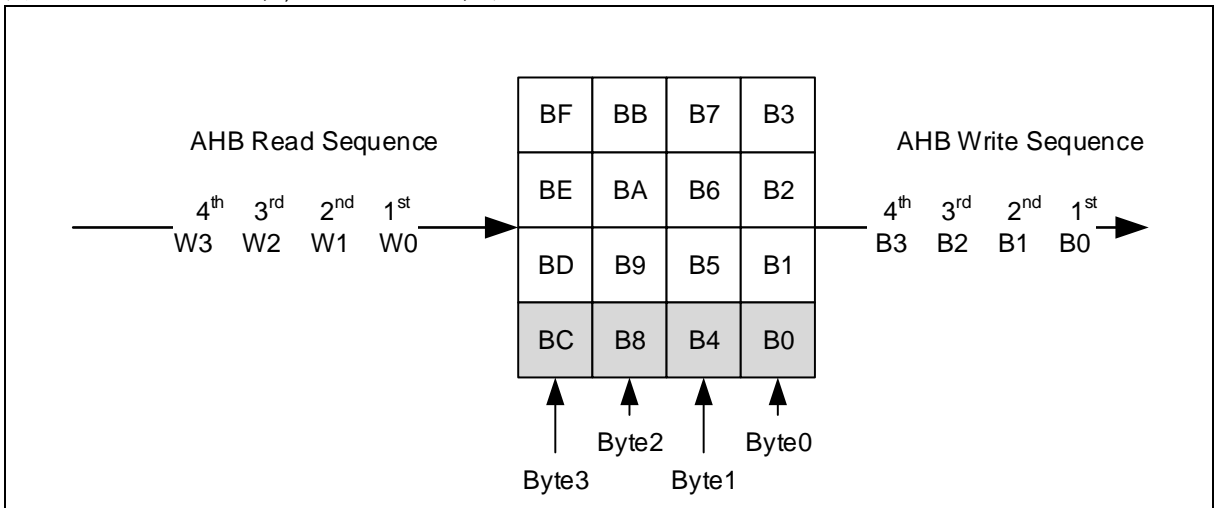 BF BB B7 B3
AHB Read Sequence
AHB Write Sequence
BE BA B6 B2
4th 3rd 2nd 1st
W3 W2 W1 W0
4th 3rd 2nd 1st
B3 B2 B1 B0
BD B9 B5 B1
BC B8 B4 B0
Byte2 Byte0
Byte3 Byte1